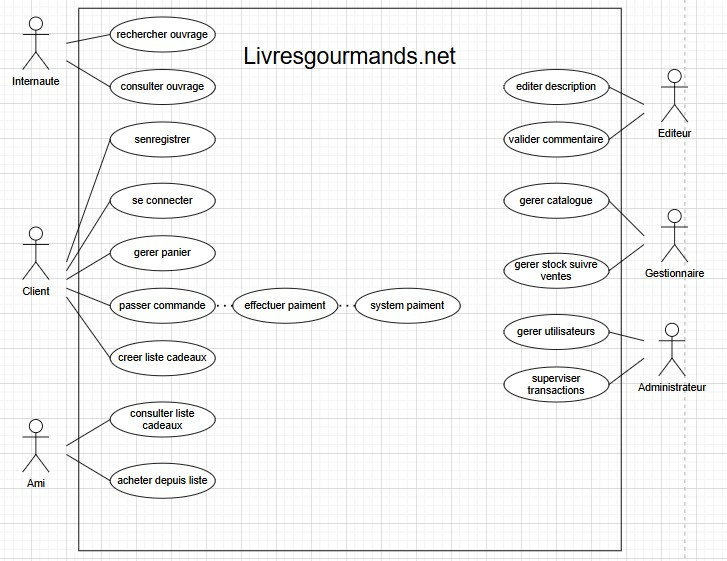 Livresgourmands.net
Internaute
rechercher ouvrage
consulter ouvrage
Client
senregistrer
se connecter
gerer panier
passer commande
effectuer paiment
system paiment
creer liste cadeaux
Ami
consulter liste
cadeaux
acheter depuis liste
editer description
valider commentaire
Editeur
gerer catalogue
gerer stock suivre
ventes
Gestionnaire
gerer utilisateurs
superviser
transactions
Administrateur